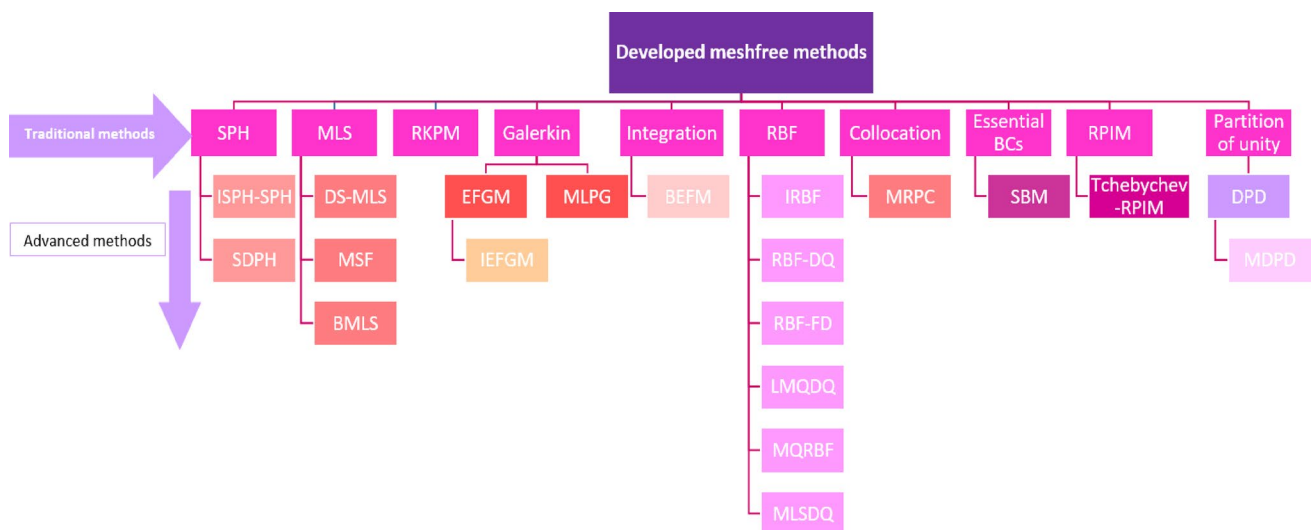 Developed meshfree methods
Traditional methods
SPH
MLS
RKPM
Galerkin
Integration
RBF
Collocation
Essential
BCs
RPIM
Partition
of unity
Advanced methods
ISPH-SPH
DS-MLS
EFGM
MLPG
BEFM
IRBF
MRPC
SBM
Tchebychev
-RPIM
DPD
SDPH
MSF
IEFGM
RBF-DQ
MDPD
BMLS
RBF-FD
LMQDQ
MQRBF
MLSDQ